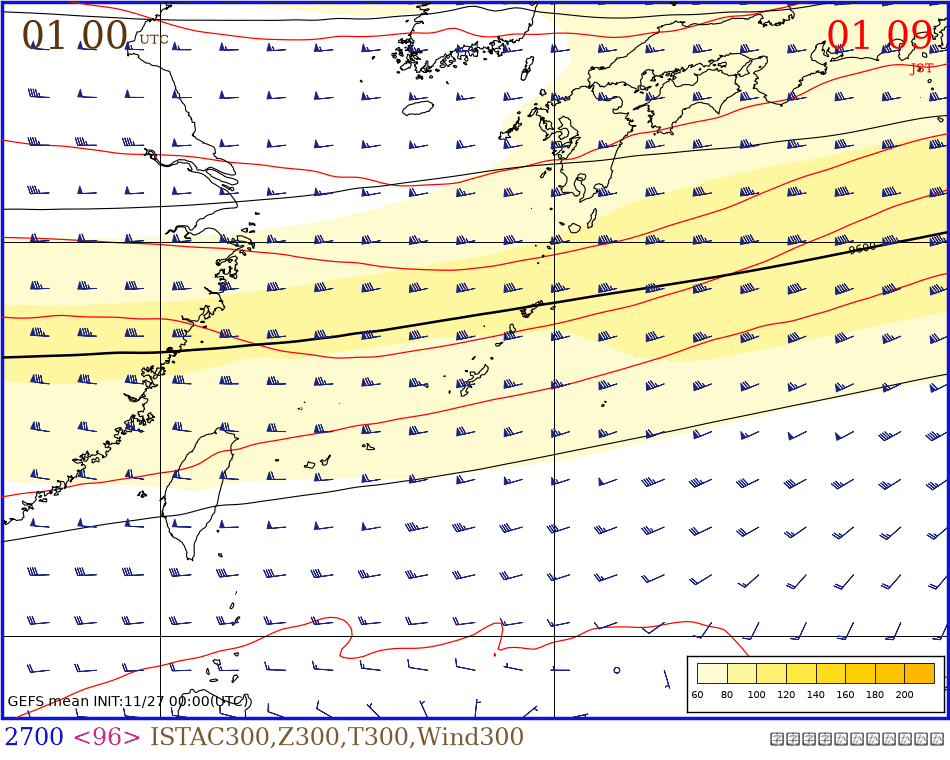 01 00 UTC
01 09
JST
9600
60 80 100 120 140 160 180 200
GEFS mean INIT:11/27 00:00(UTC)
2700 <96> ISTAC300,Z300,T300,Wind300